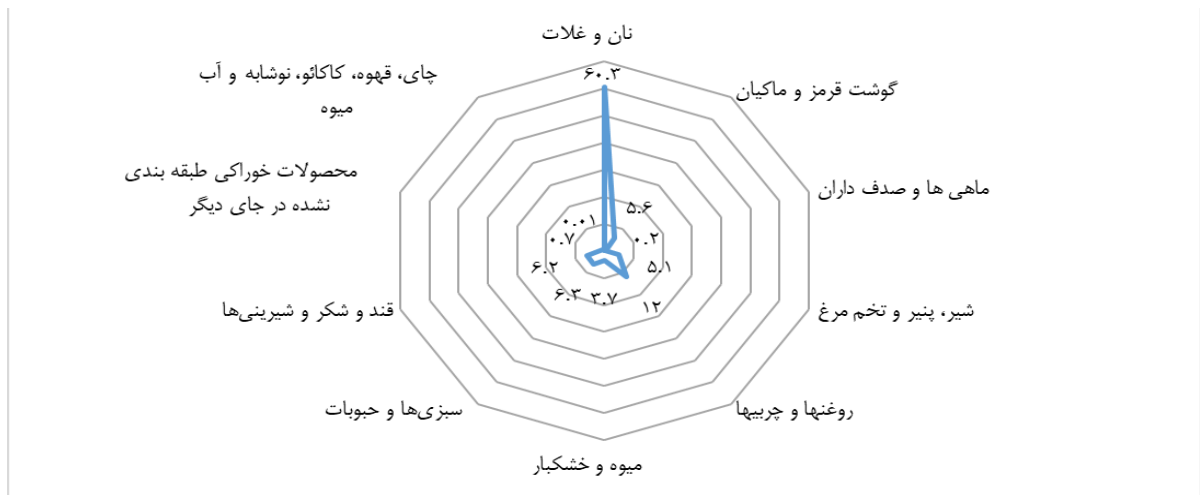 نان و غلات
۶۰.۳
گوشت قرمز و ماکیان
۵.۶
ماهی ها و صدف داران
۰.۲
شیر، پنیر و تخم مرغ
۵.۱
روغنها و چربیها
۱۲
میوه و خشکبار
۳.۷
سبزی‌ها و حبوبات
۶.۳
قند و شکر و شیرینی‌ها
۶.۲
محصولات خوراکی طبقه بندی
نشده در جای دیگر
۰.۷
چای، قهوه، کاکائو، نوشابه و آب
میوه
۰.۰۱